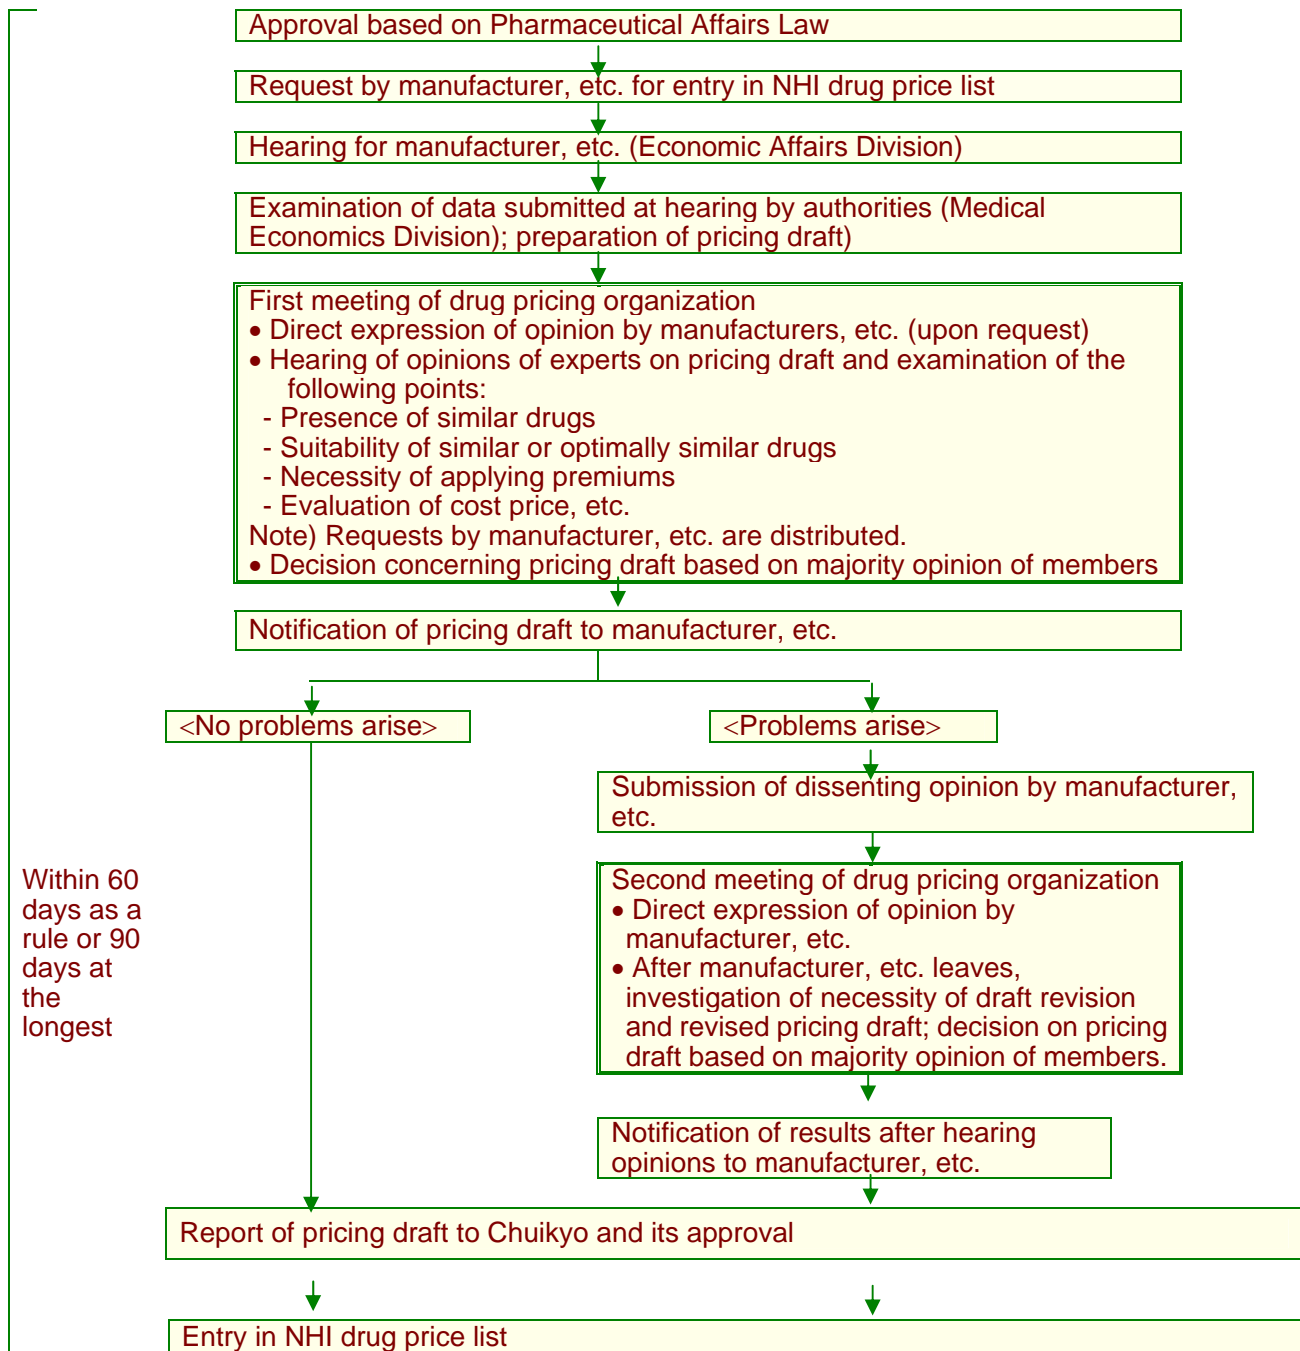 Approval based on Pharmaceutical Affairs Law
Request by manufacturer, etc. for entry in NHI drug price list
Hearing for manufacturer, etc. (Economic Affairs Division)
Examination of data submitted at hearing by authorities (Medical
Economics Division); preparation of pricing draft)
First meeting of drug pricing organization
• Direct expression of opinion by manufacturers, etc. (upon request)
• Hearing of opinions of experts on pricing draft and examination of the
following points:
- Presence of similar drugs
- Suitability of similar or optimally similar drugs
- Necessity of applying premiums
- Evaluation of cost price, etc.
Note) Requests by manufacturer, etc. are distributed.
• Decision concerning pricing draft based on majority opinion of members
Notification of pricing draft to manufacturer, etc.
<No problems arise>
<Problems arise>
Submission of dissenting opinion by manufacturer,
etc.
Within 60
days as a
rule or 90
days at
the
longest
Second meeting of drug pricing organization
• Direct expression of opinion by
manufacturer, etc.
• After manufacturer, etc. leaves,
investigation of necessity of draft revision
and revised pricing draft; decision on pricing
draft based on majority opinion of members.
Notification of results after hearing
opinions to manufacturer, etc.
Report of pricing draft to Chuikyo and its approval
Entry in NHI drug price list